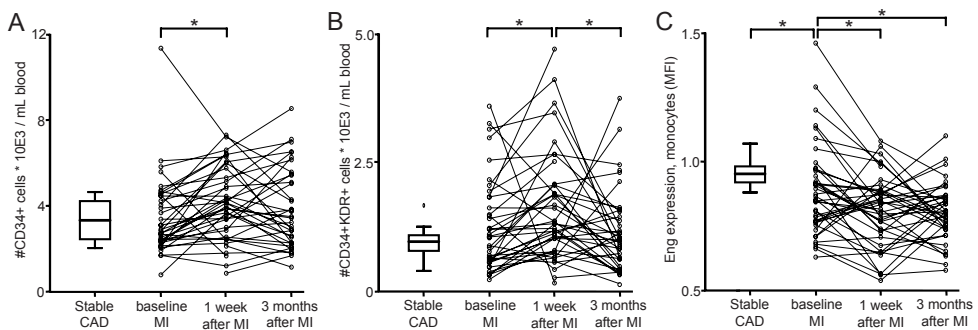 A
#CD34+ cells * 10E3 / mL blood
12
8
4
0
*
Stable
CAD
baseline
MI
1 week
after MI
3 months
after MI
B
#CD34+KDR+ cells * 10E3 / mL blood
5.0
2.5
0
*
*
Stable
CAD
baseline
MI
1 week
after MI
3 months
after MI
C
Eng expression, monocytes (MFI)
1.5
1.0
0.5
*
*
*
Stable
CAD
baseline
MI
1 week
after MI
3 months
after MI